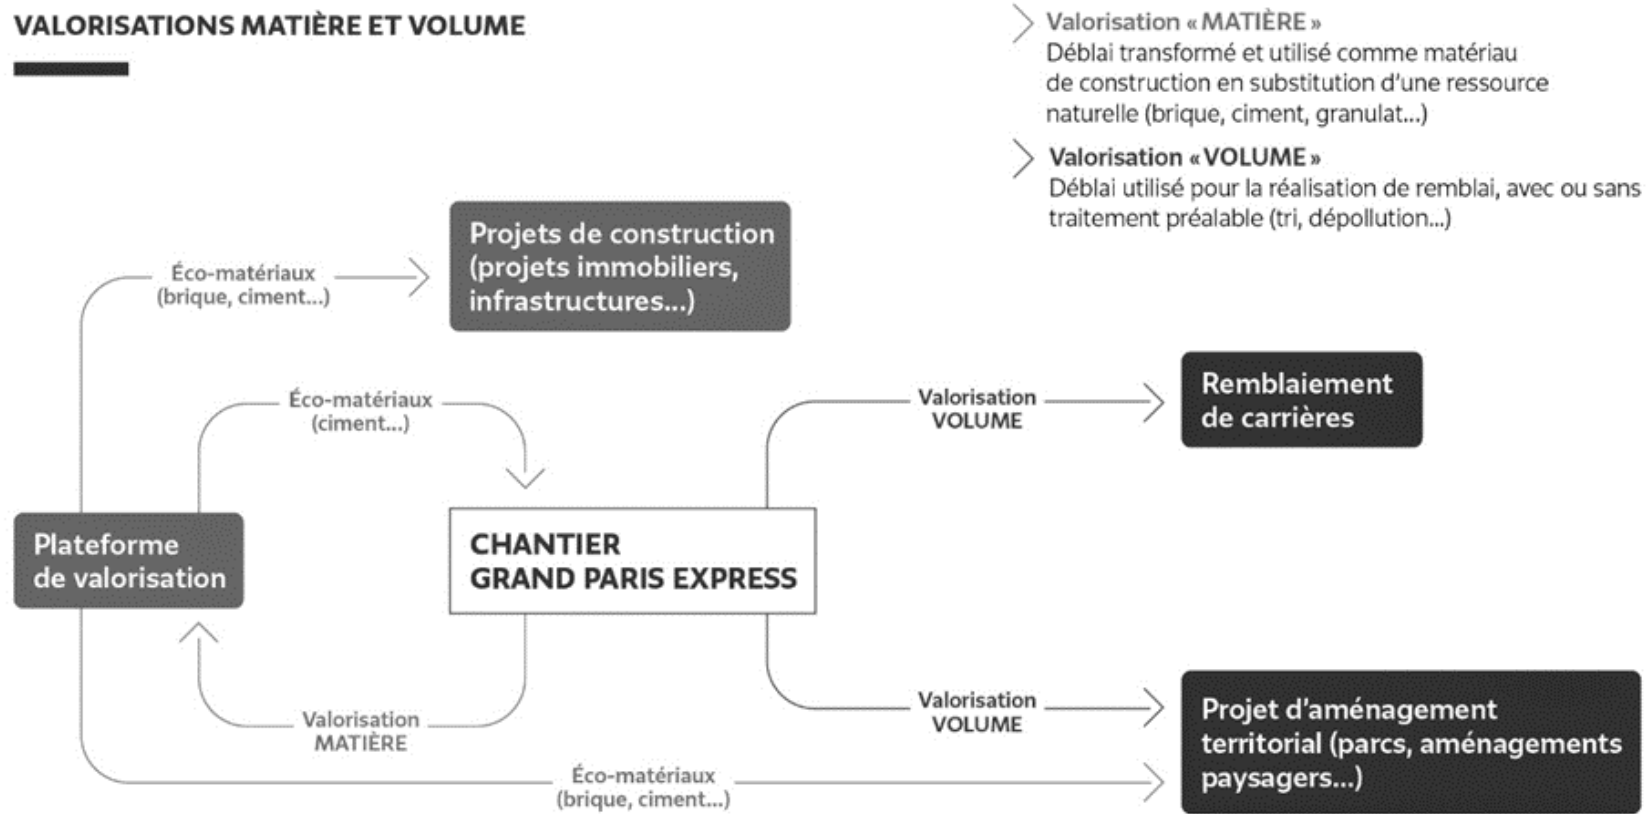 VALORISATIONS MATIÈRE ET VOLUME
Valorisation « MATIÈRE »
Déblai transformé et utilisé comme matériau
de construction en substitution d'une ressource
naturelle (brique, ciment, granulat...)
Valorisation « VOLUME »
Déblai utilisé pour la réalisation de remblai, avec ou sans
traitement préalable (tri, dépollution...)
Projets de construction
(projets immobiliers,
infrastructures...)
Éco-matériaux
(brique, ciment...)
Éco-matériaux
(ciment...)
Valorisation
VOLUME
Remblaiement
de carrières
Plateforme
de valorisation
CHANTIER
GRAND PARIS EXPRESS
Valorisation
MATIÈRE
Valorisation
VOLUME
Projet d'aménagement
territorial (parcs, aménagements
paysagers...)
Éco-matériaux
(brique, ciment...)